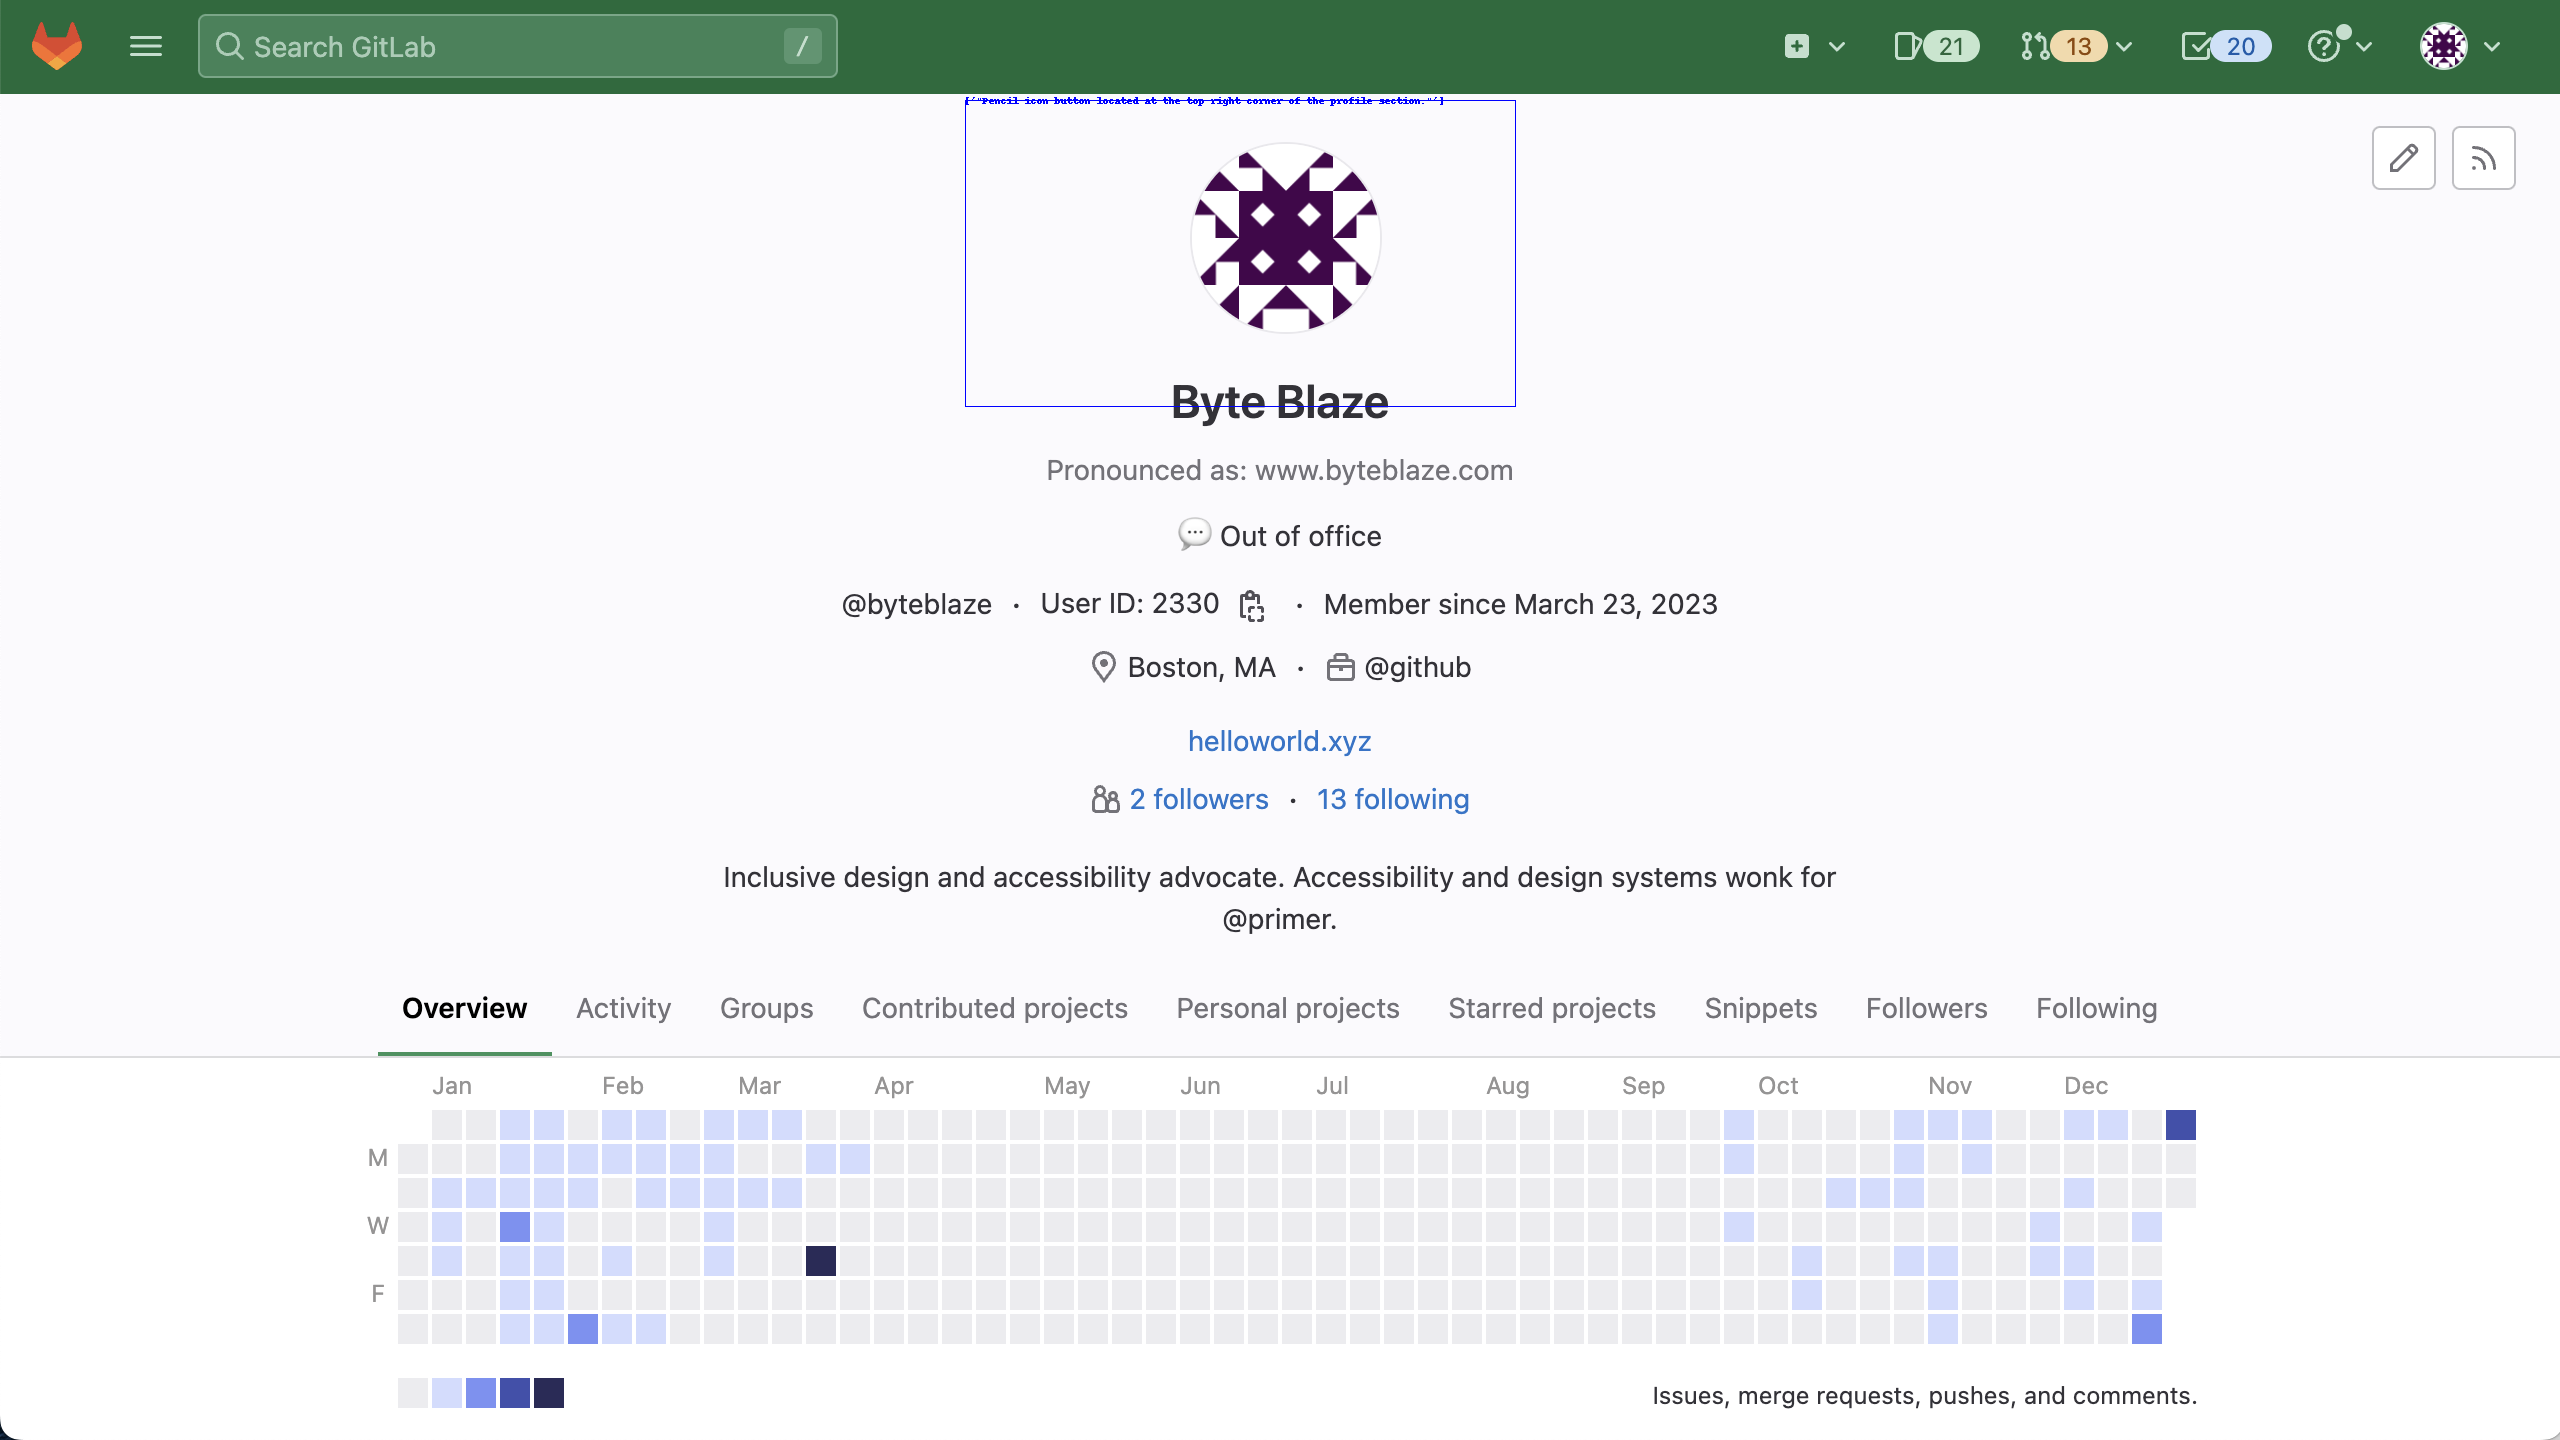 Search GitLab
/
21
13
20
["Pencil icon button located at the top right corner of the profile section."]
Byte Blaze
Pronounced as: www.byteblaze.com
Out of office
@byteblaze · User ID: 2330 · Member since March 23, 2023
Boston, MA · @github
helloworld.xyz
2 followers · 13 following
Inclusive design and accessibility advocate. Accessibility and design systems wonk for
@primer.
Overview Activity Groups Contributed projects Personal projects Starred projects Snippets Followers Following
Jan Feb Mar Apr May Jun Jul Aug Sep Oct Nov Dec
M
W
F
Issues, merge requests, pushes, and comments.